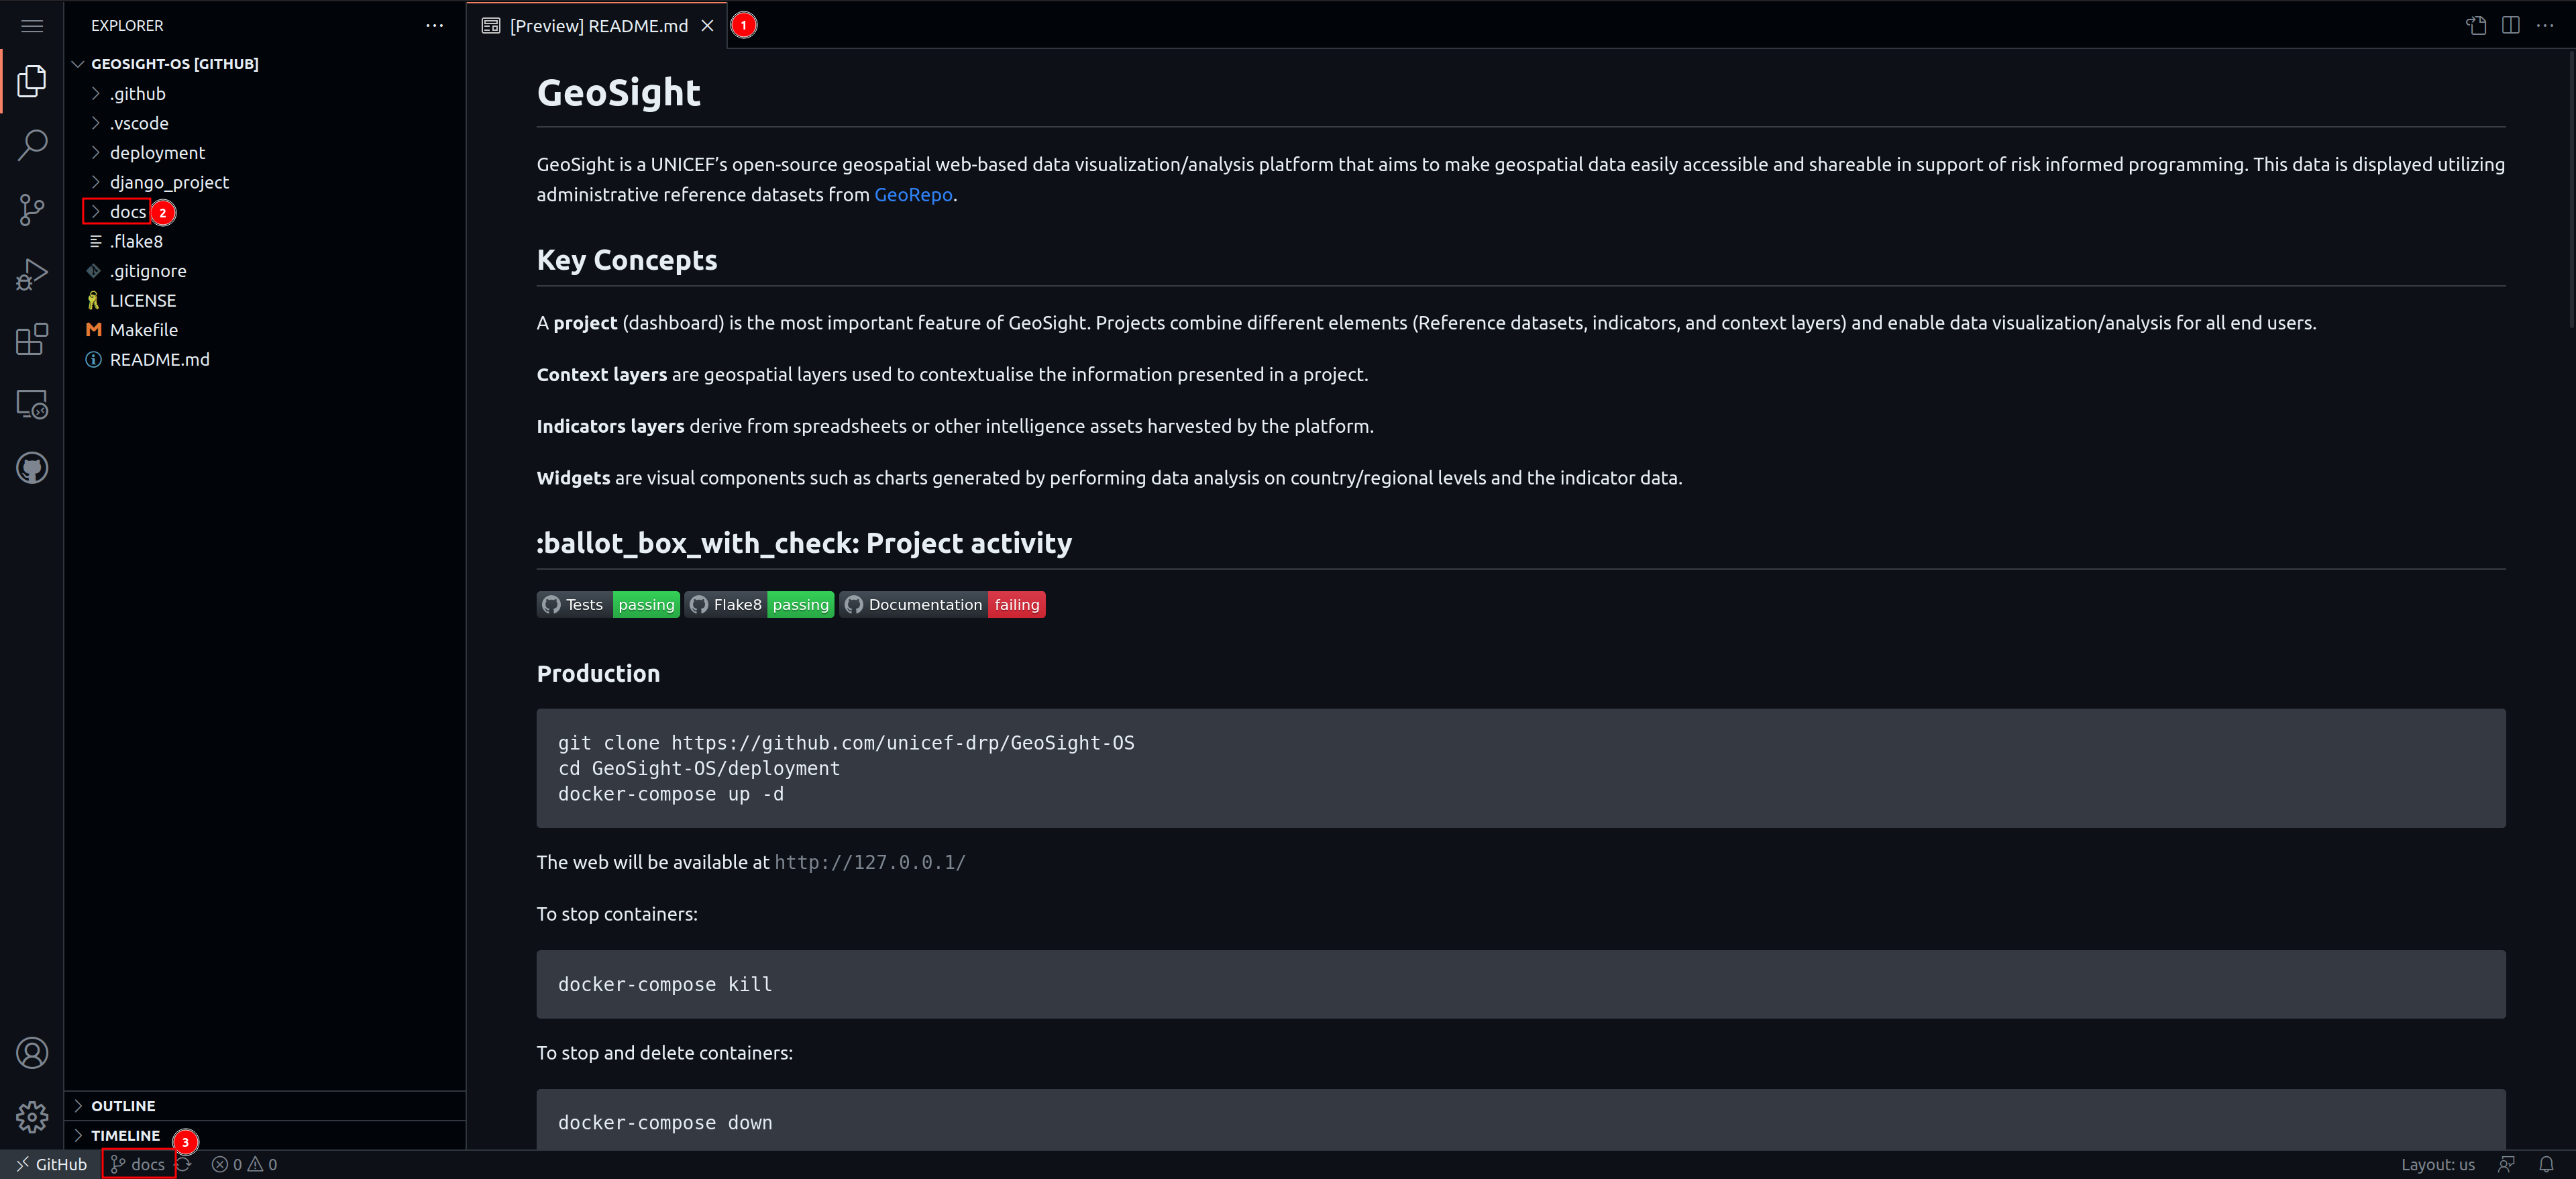 EXPLORER
GEOSIGHT-OS [GITHUB]
.github
.vscode
deployment
django_project
docs 2
.flake8
.gitignore
LICENSE
Makefile
README.md
OUTLINE
TIMELINE
3
[Preview] README.md 1
GeoSight
GeoSight is a UNICEF’s open-source geospatial web-based data visualization/analysis platform that aims to make geospatial data easily accessible and shareable in support of risk informed programming. This data is displayed utilizing
administrative reference datasets from GeoRepo.
Key Concepts
A project (dashboard) is the most important feature of GeoSight. Projects combine different elements (Reference datasets, indicators, and context layers) and enable data visualization/analysis for all end users.
Context layers are geospatial layers used to contextualise the information presented in a project.
Indicators layers derive from spreadsheets or other intelligence assets harvested by the platform.
Widgets are visual components such as charts generated by performing data analysis on country/regional levels and the indicator data.
:ballot_box_with_check: Project activity
Tests passing Flake8 passing Documentation failing
Production
git clone https://github.com/unicef-drp/GeoSight-OS
cd GeoSight-OS/deployment
docker-compose up -d
The web will be available at http://127.0.0.1/
To stop containers:
docker-compose kill
To stop and delete containers:
docker-compose down
GitHub docs 0 0 Layout: us